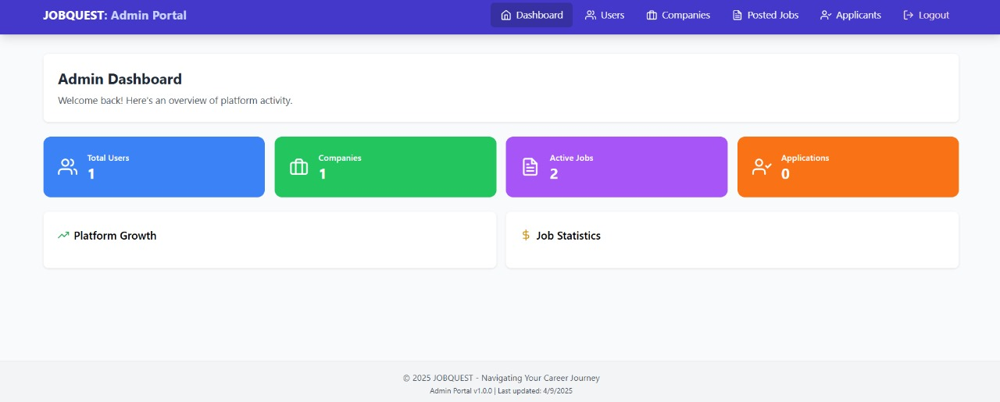 JOBQUEST: Admin Portal
Dashboard
Users
Companies
Posted Jobs
Applicants
Logout
Admin Dashboard
Welcome back! Here's an overview of platform activity.
Total Users
1
Companies
1
Active Jobs
2
Applications
0
Platform Growth
$ Job Statistics
© 2025 JOBQUEST - Navigating Your Career Journey
Admin Portal v1.0.0 | Last updated: 4/9/2025